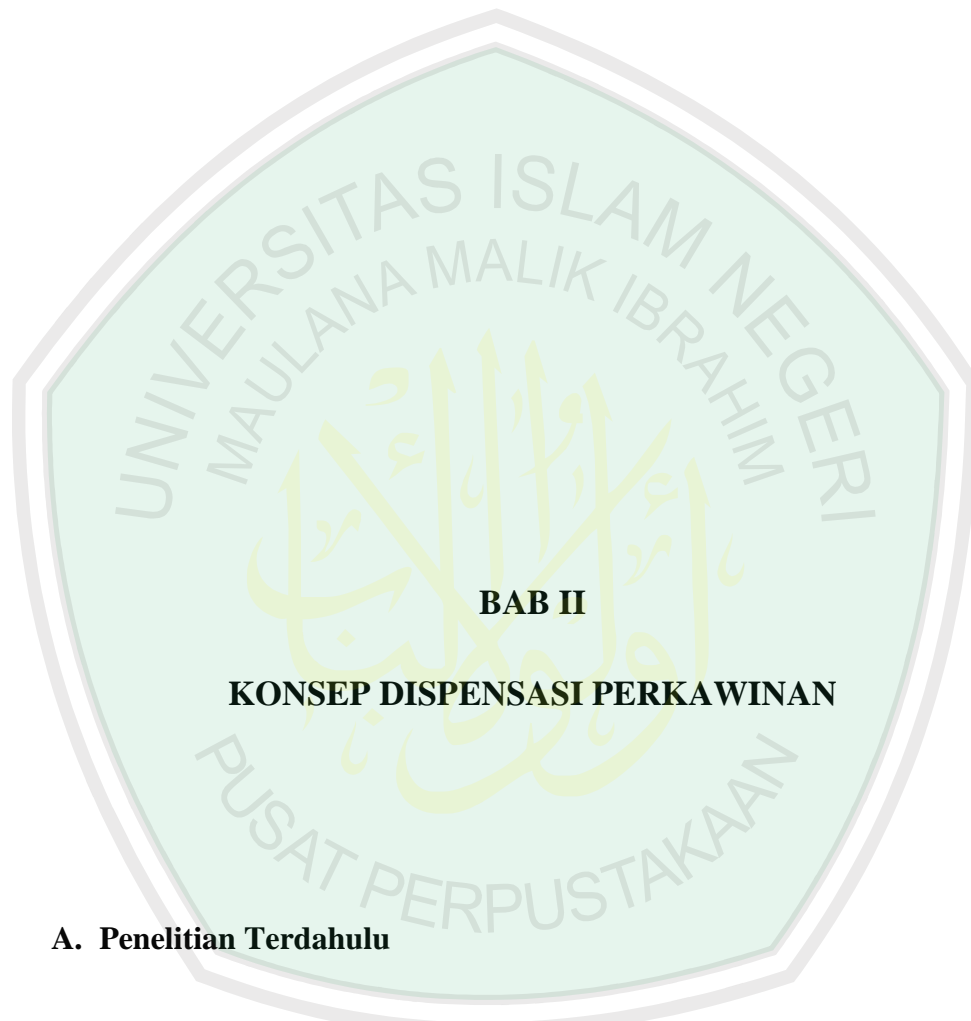 UNIVERSITAS ISLAM NEGERI
MAULANA MALIK IBRAHIM
BAB II
KONSEP DISPENSASI PERKAWINAN
PUSAT PERPUSTAKAAN
A. Penelitian Terdahulu